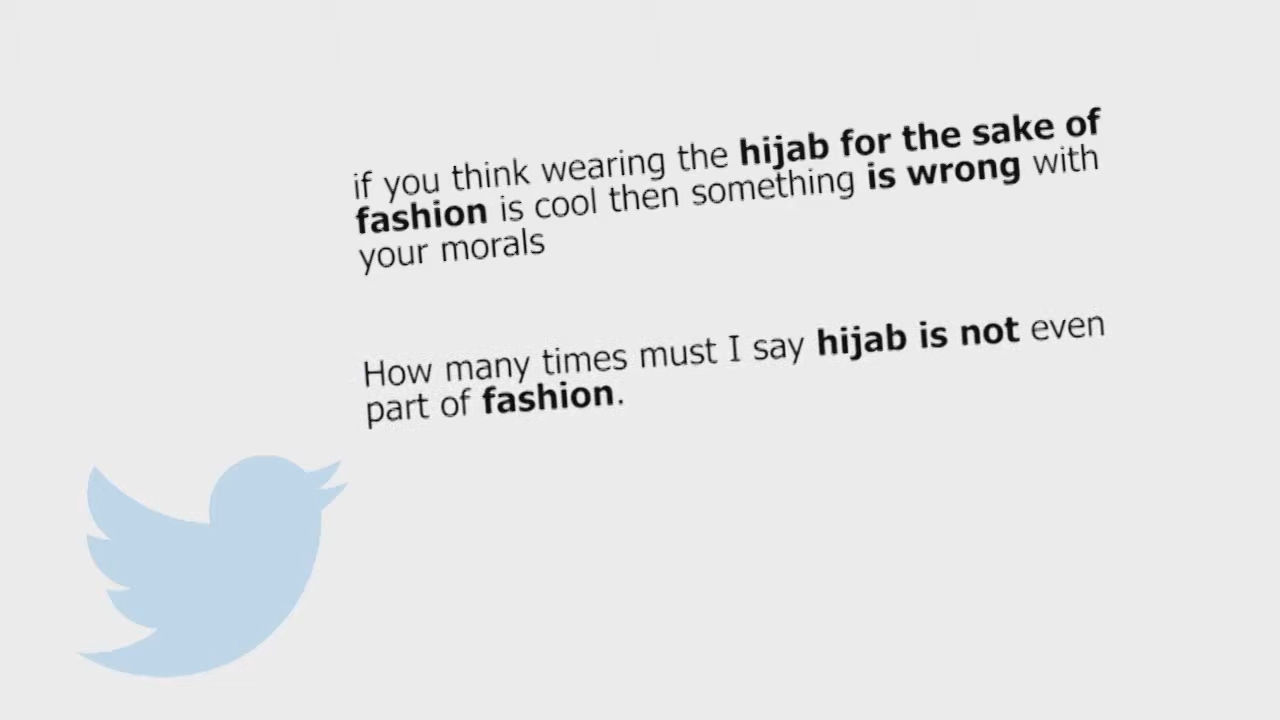 if you think wearing the hijab for the sake of
fashion is cool then something is wrong with
your morals
How many times must I say hijab is not even
part of fashion.